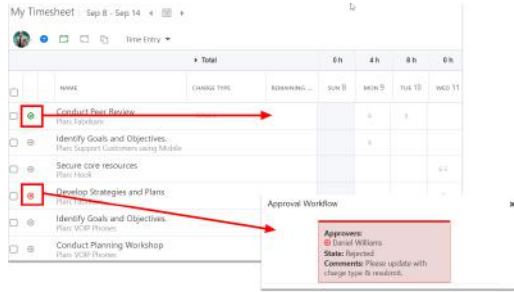 My Timesheet Sep 8 - Sep 14
Time Entry
Total 0 h 4 h 8 h 0 h
NAME CHARGE TYPE REMAINING ... SUN 8 MON 9 TUE 10 WED 11
Conduct Peer Review
Plan: Fabrikam
Identify Goals and Objectives.
Plan: Support Customers using Mobile
Secure core resources
Plan: Hook
Develop Strategies and Plans
Identify Goals and Objectives.
Plan: VOIP Phones
Conduct Planning Workshop
Plan: VOIP Phones
Approval Workflow
Approvers:
Daniel Williams
State: Rejected
Comments: Please update with
charge type & resubmit.